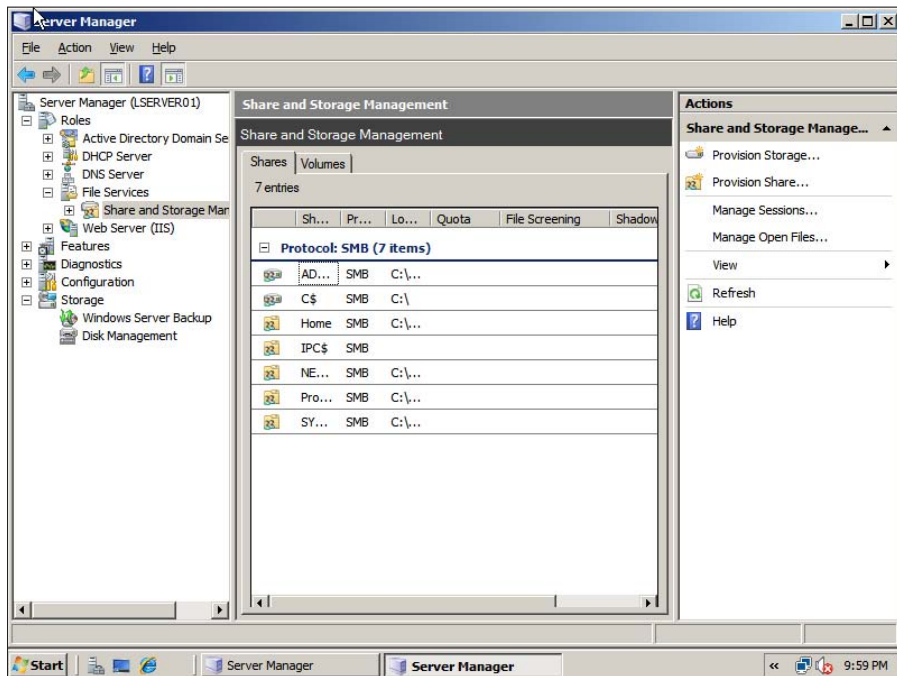 Server Manager
File Action View Help
Server Manager (LSERVER01)
Roles
Active Directory Domain Se
DHCP Server
DNS Server
File Services
Share and Storage Mar
Web Server (IIS)
Features
Diagnostics
Configuration
Storage
Windows Server Backup
Disk Management
Share and Storage Management
Share and Storage Management
Shares Volumes
7 entries
Sh... Pr... Lo... Quota File Screening Shadow
Protocol: SMB (7 items)
AD... SMB C:\...
C$ SMB C:\
Home SMB C:\...
IPC$ SMB
NE... SMB C:\...
Pro... SMB C:\...
SY... SMB C:\...
Actions
Share and Storage Manage...
Provision Storage...
Provision Share...
Manage Sessions...
Manage Open Files...
View
Refresh
Help
Start Server Manager Server Manager 9:59 PM